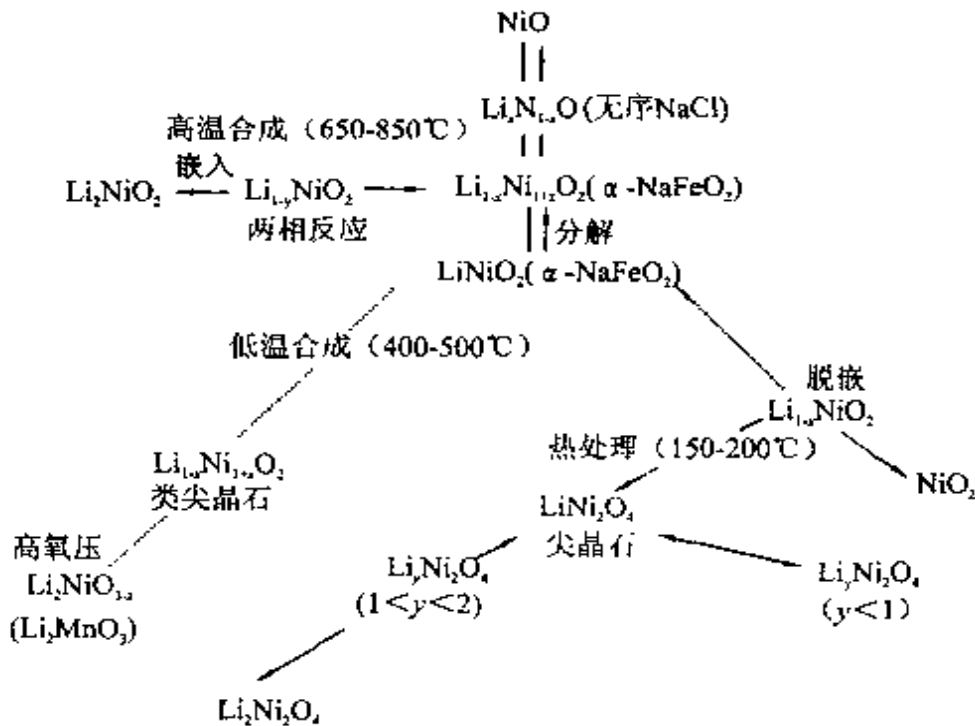 NiO
LiₓN₁₋ₓO (无序NaCl)
高温合成（650-850℃）
嵌入
Li₂NiO₂
Li₁₋yNiO₂
Li₁₋ₓNi₁₊ₓO₂(α-NaFeO₂)
两相反应
分解
LiNiO₂(α-NaFeO₂)
低温合成（400-500℃）
脱嵌
Li₁₋ₓNiO₂
热处理（150-200℃）
NiO₂
Li₁₋ₓNi₁₊ₓO₂
类尖晶石
LiNi₂O₄
尖晶石
高氧压
Li₂NiO₃₋ₓ
(Li₂MnO₃)
LiyNi₂O₄
(1＜y＜2)
LiyNi₂O₄
(y＜1)
Li₂Ni₂O₄